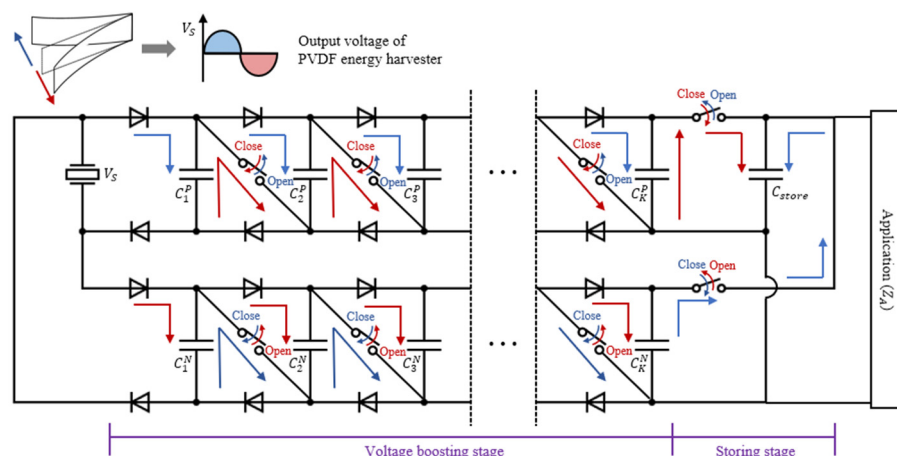 V_S
Output voltage of
PVDF energy harvester
Close
Open
V_S
Close
Open
C_1^P
C_2^P
Close
Open
C_3^P
...
Close
Open
C_K^P
C_store
Application (Z_A)
Close
Open
Close
Open
C_1^N
C_2^N
Close
Open
C_3^N
...
Close
Open
C_K^N
Voltage boosting stage
Storing stage